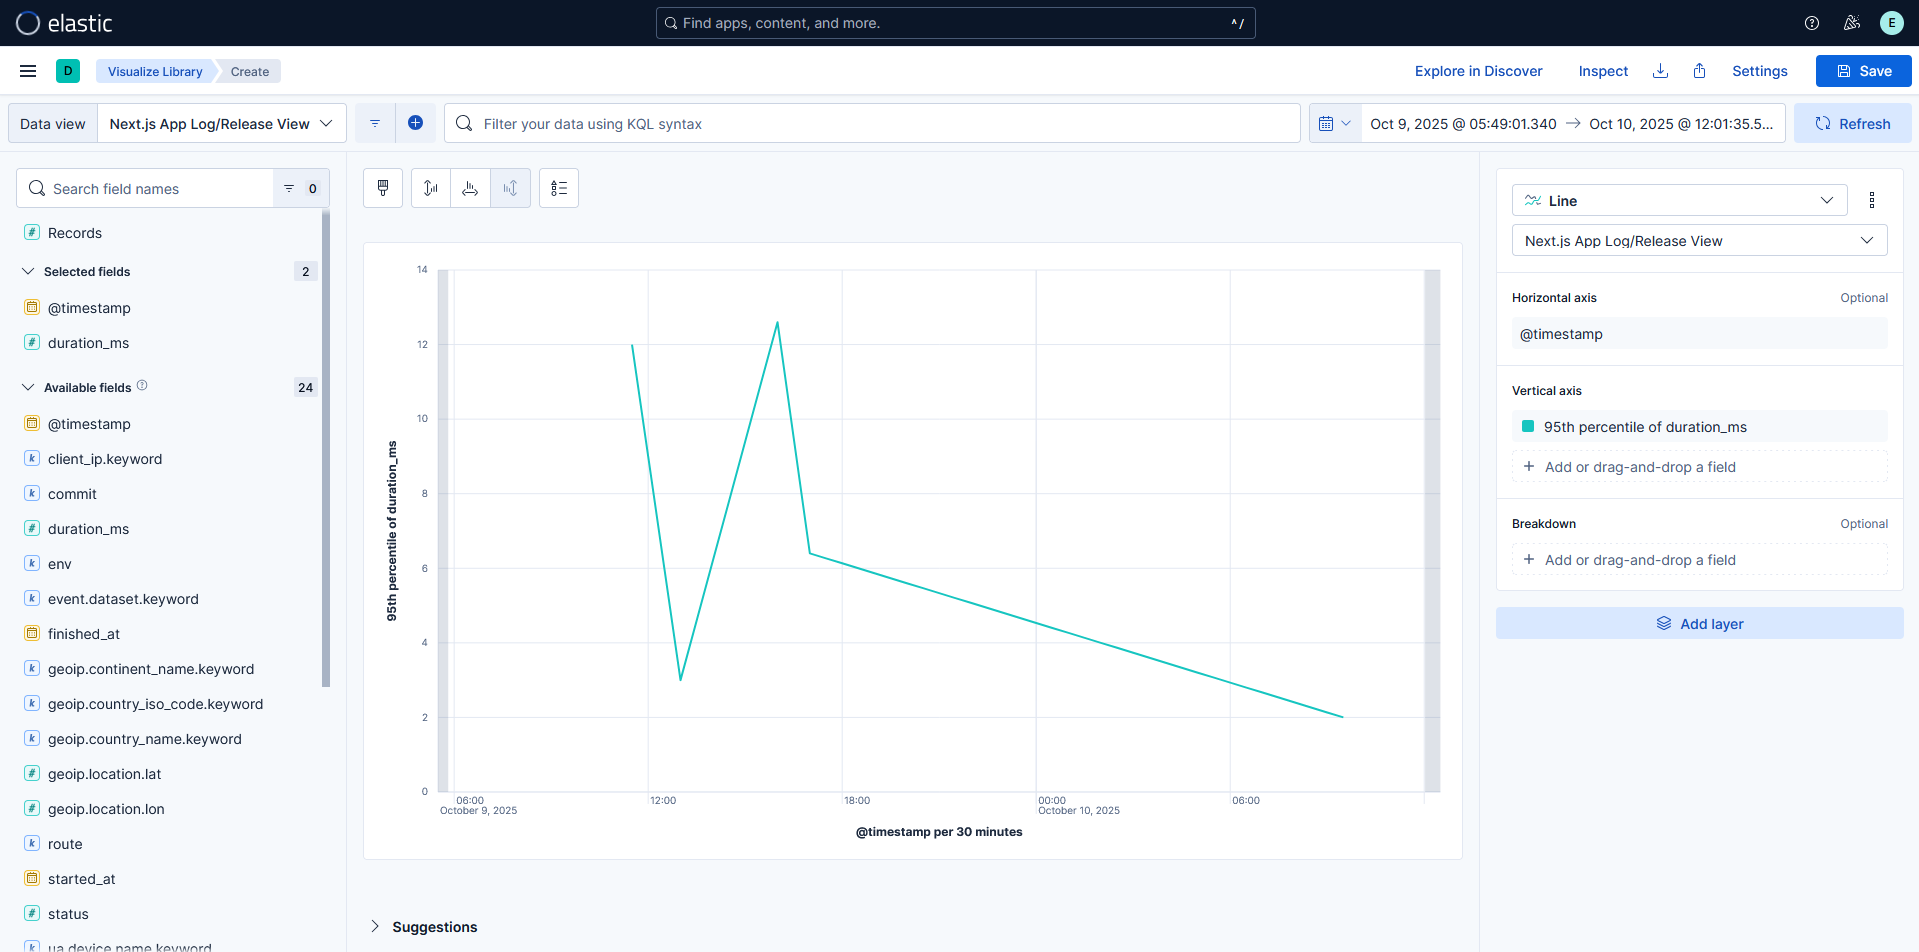 elastic
Find apps, content, and more.
^ /
E
D
Visualize Library
Create
Explore in Discover
Inspect
Settings
Save
Data view
Next.js App Log/Release View
Filter your data using KQL syntax
Oct 9, 2025 @ 05:49:01.340
Oct 10, 2025 @ 12:01:35.5...
Refresh
Search field names
0
Records
Selected fields
2
@timestamp
duration_ms
Available fields
24
@timestamp
client_ip.keyword
commit
duration_ms
env
event.dataset.keyword
finished_at
geoip.continent_name.keyword
geoip.country_iso_code.keyword
geoip.country_name.keyword
geoip.location.lat
geoip.location.lon
route
started_at
status
ua.device.name.keyword
95th percentile of duration_ms
14
12
10
8
6
4
2
0
06:00
October 9, 2025
12:00
18:00
00:00
October 10, 2025
06:00
@timestamp per 30 minutes
Suggestions
Line
Next.js App Log/Release View
Horizontal axis
Optional
@timestamp
Vertical axis
95th percentile of duration_ms
Add or drag-and-drop a field
Breakdown
Optional
Add or drag-and-drop a field
Add layer